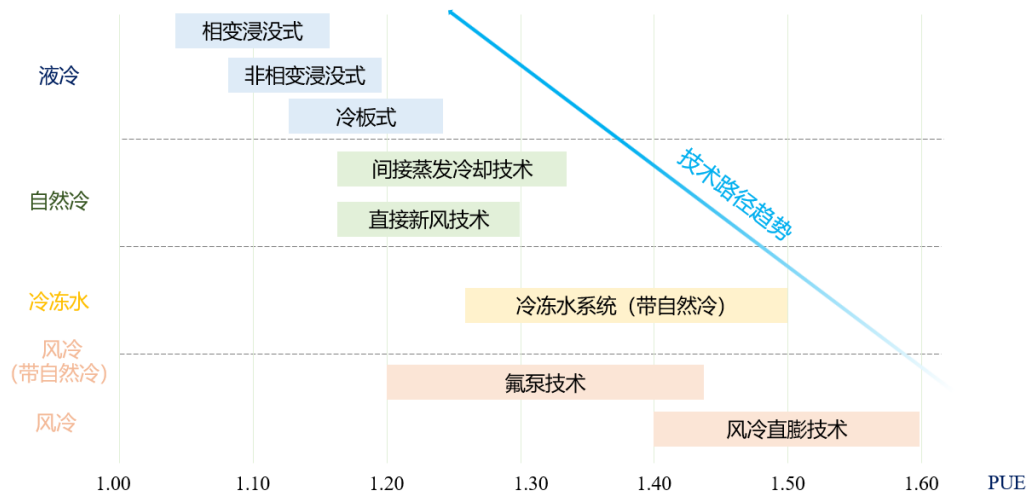 相变浸没式
液冷
非相变浸没式
冷板式
间接蒸发冷却技术
自然冷
直接新风技术
技术路径趋势
冷冻水
冷冻水系统（带自然冷）
风冷
（带自然冷）
氟泵技术
风冷
风冷直膨技术
1.00 1.10 1.20 1.30 1.40 1.50 1.60 PUE